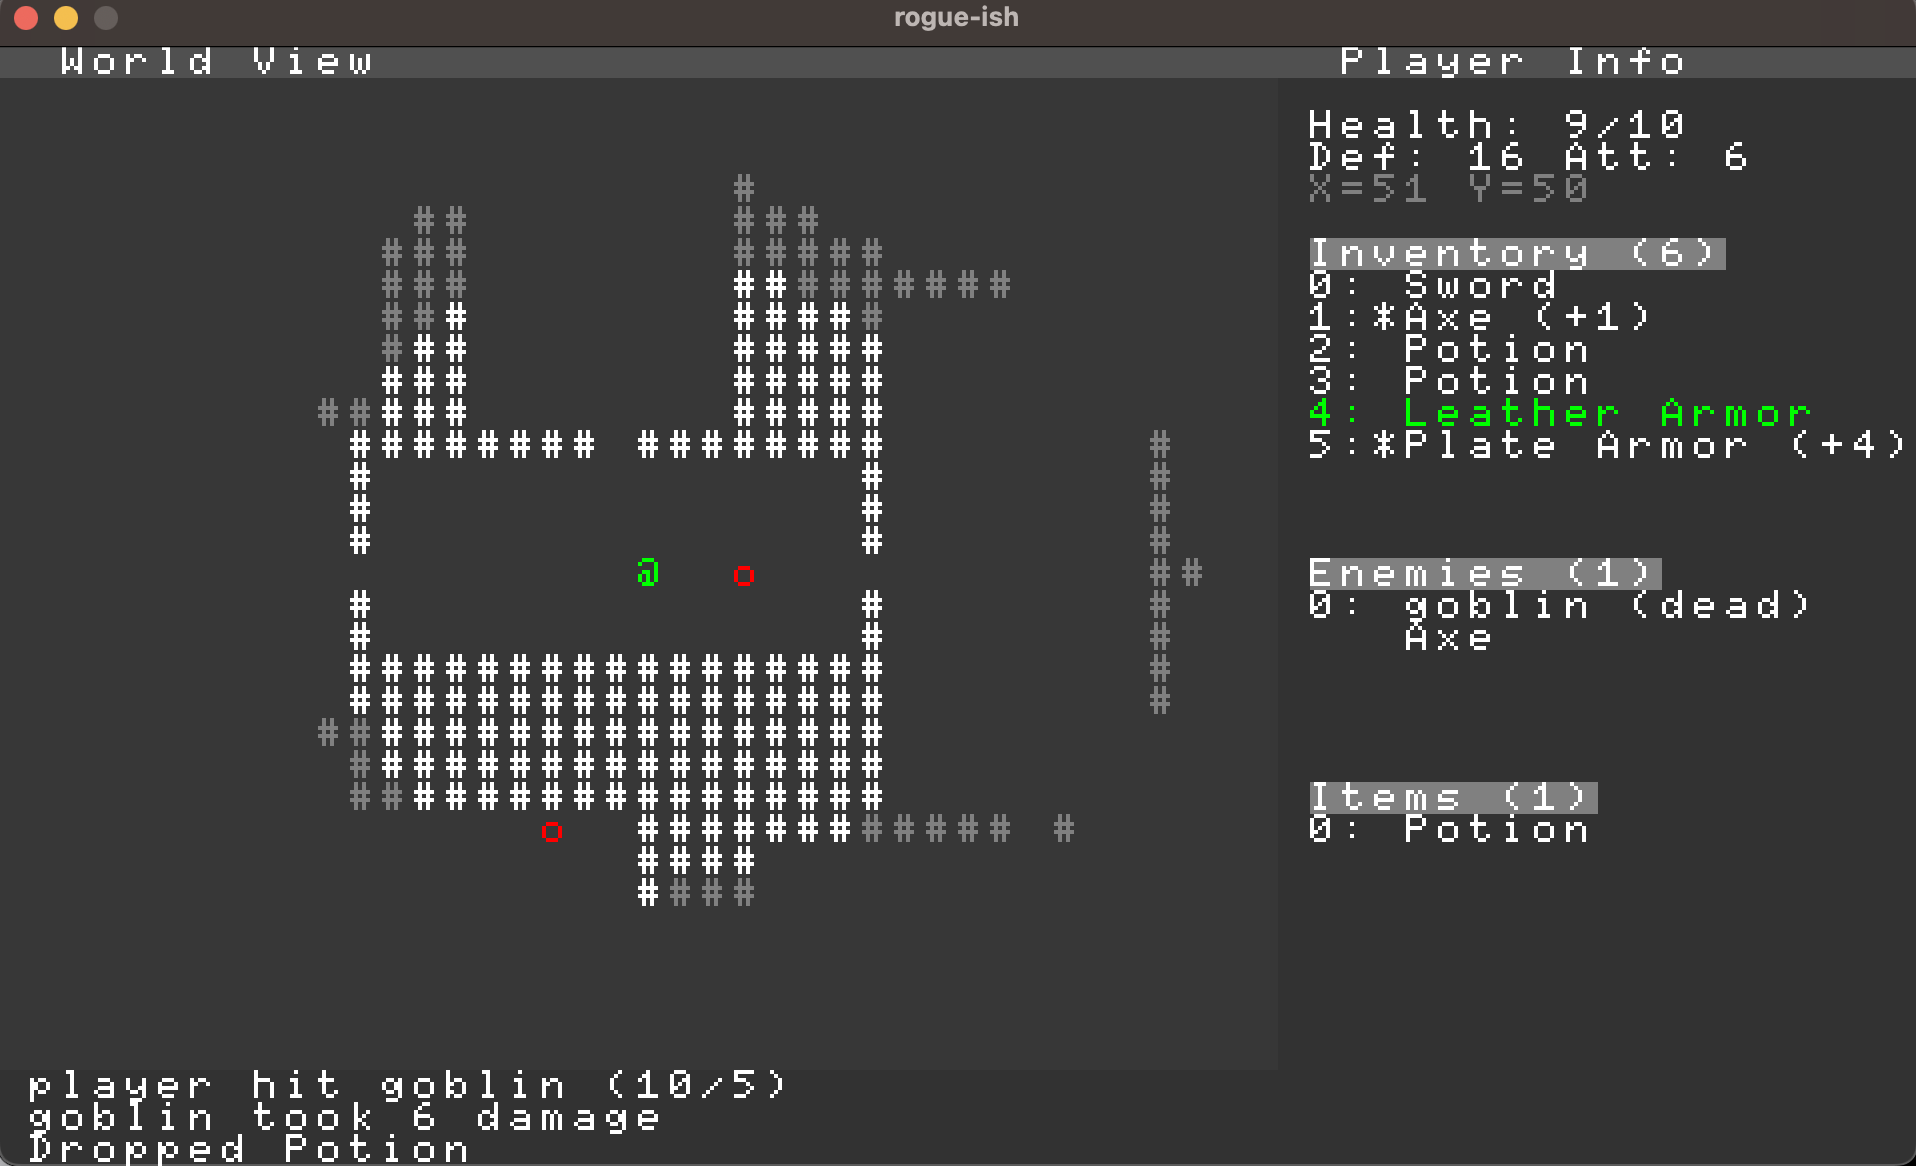 rogue-ish
World View
Player Info
Health: 9/10
Def: 16 Att: 6
X=51 Y=50
Inventory (6)
0: Sword
1:*Axe (+1)
2: Potion
3: Potion
4: Leather Armor
5:*Plate Armor (+4)
Enemies (1)
0: goblin (dead)
Axe
Items (1)
0: Potion
#
## ###
### #####
### #########
### #####
### #####
### #####
##### #####
######## ########
# #
# #
# #
@ o
# #
# #
#################
#################
##################
#################
#################
o ############ #
####
####
#
#
#
#
##
#
#
#
#
player hit goblin (10/5)
goblin took 6 damage
Dropped Potion